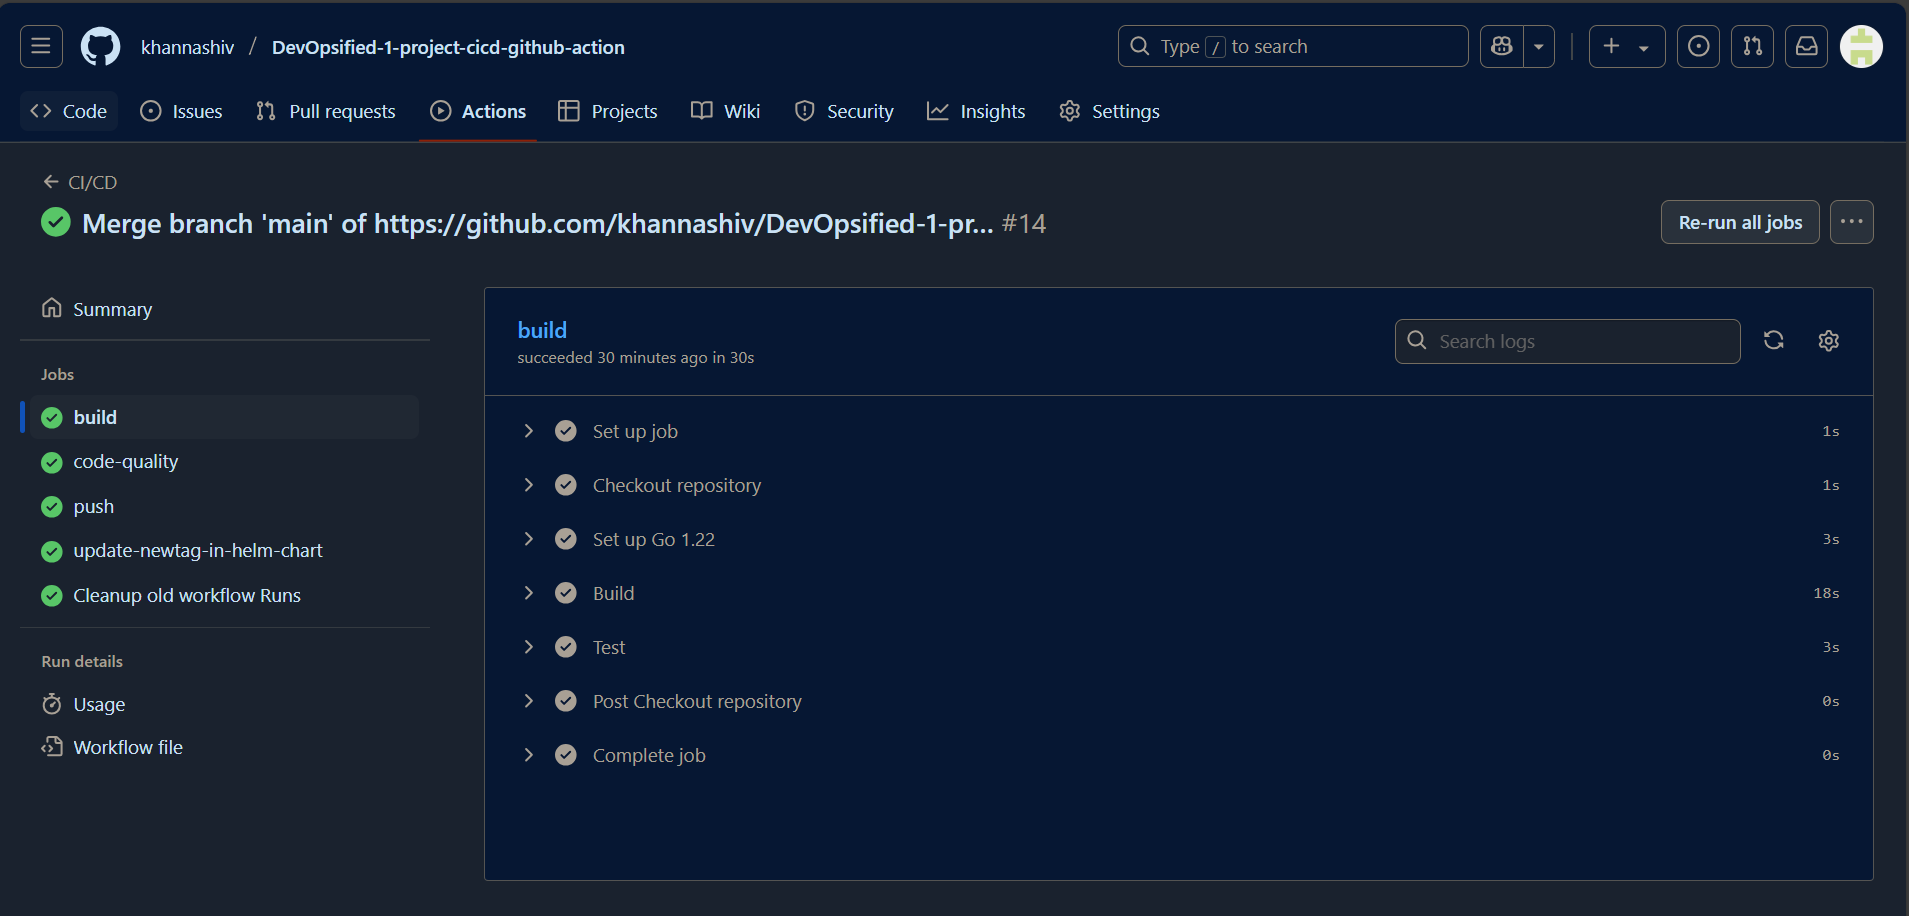 khannashiv / DevOpsified-1-project-cicd-github-action
Type / to search
Code
Issues
Pull requests
Actions
Projects
Wiki
Security
Insights
Settings
CI/CD
Merge branch 'main' of https://github.com/khannashiv/DevOpsified-1-pr... #14
Re-run all jobs
Summary
Jobs
build
code-quality
push
update-newtag-in-helm-chart
Cleanup old workflow Runs
Run details
Usage
Workflow file
build
succeeded 30 minutes ago in 30s
Search logs
Set up job 1s
Checkout repository 1s
Set up Go 1.22 3s
Build 18s
Test 3s
Post Checkout repository 0s
Complete job 0s